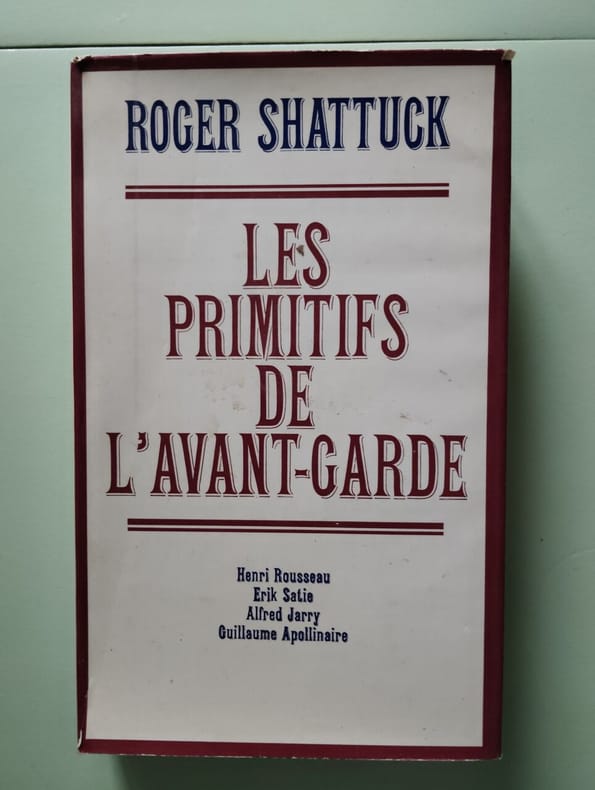 ROGER SHATTUCK
LES
PRIMITIFS
DE
L'AVANT-GARDE
Henri Rousseau
Erik Satie
Alfred Jarry
Guillaume Apollinaire